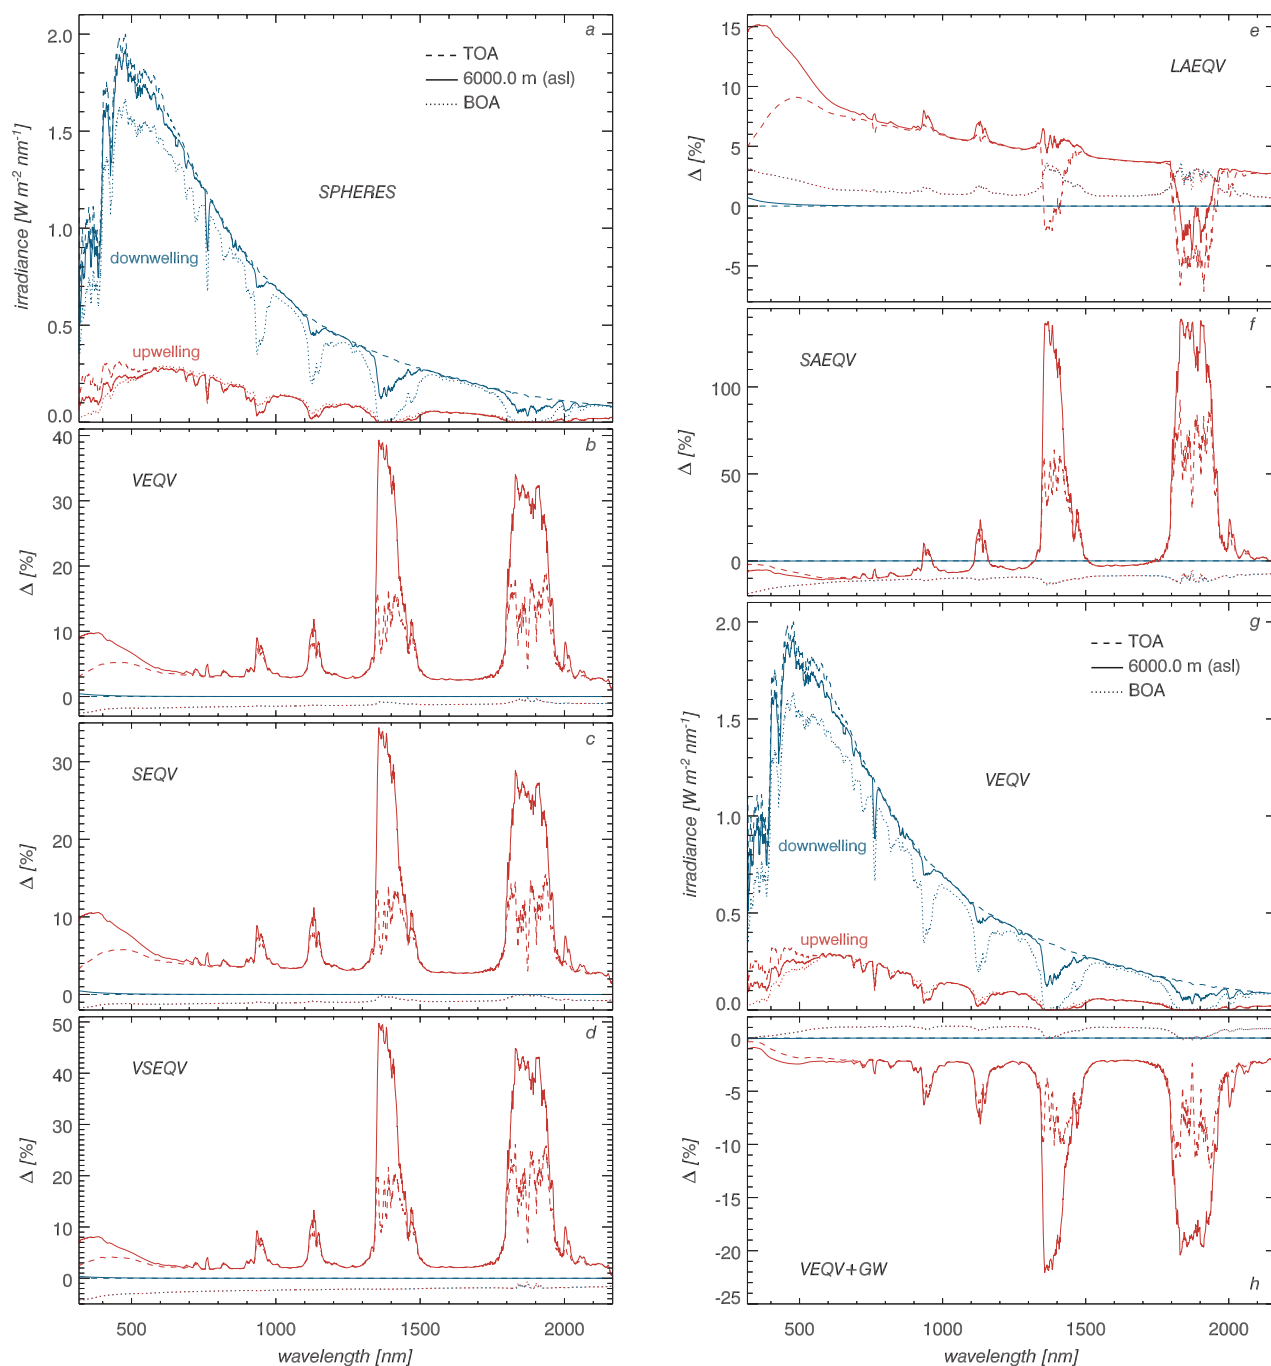 a
2.0
1.5
1.0
0.5
0.0
irradiance [W m-2 nm-1]
TOA
6000.0 m (asl)
BOA
SPHERES
downwelling
upwelling
b
40
30
20
10
0
Δ [%]
VEQV
c
30
20
10
0
Δ [%]
SEQV
d
50
40
30
20
10
0
Δ [%]
VSEQV
500
1000
1500
2000
wavelength [nm]
e
15
10
5
0
-5
Δ [%]
LAEQV
f
100
50
0
Δ [%]
SAEQV
g
2.0
1.5
1.0
0.5
0.0
irradiance [W m-2 nm-1]
TOA
6000.0 m (asl)
BOA
VEQV
downwelling
upwelling
0
-5
-10
-15
-20
-25
Δ [%]
VEQV+GW
h
500
1000
1500
2000
wavelength [nm]